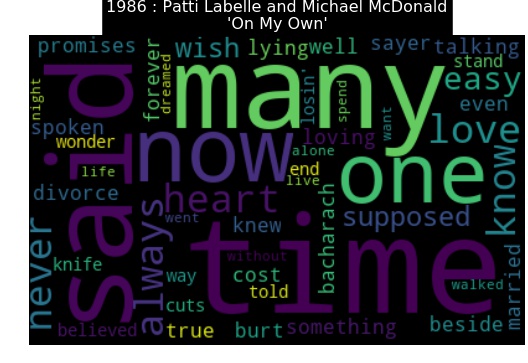 1986 : Patti Labelle and Michael McDonald
'On My Own'
promises forever dreamed wish lying well sayer talking
night said many losin' spend want stand easy
spoken even
wonder now loving love
life alone
end live one know
divorce heart supposed
never always went knew bacharach
time without
knife way cost walked married
told
cuts
believed true burt something beside